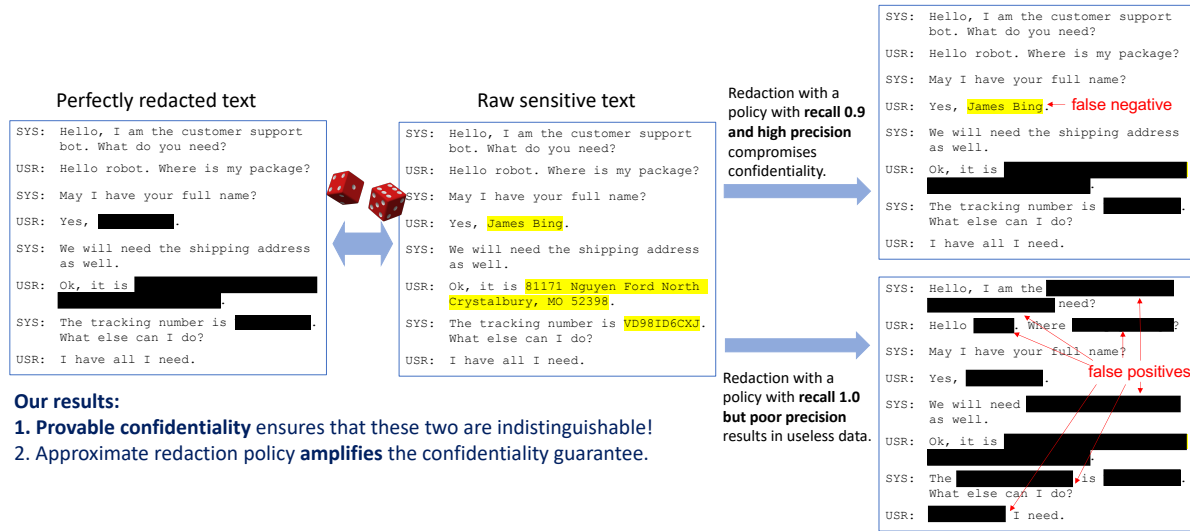 Perfectly redacted text
SYS: Hello, I am the customer support
bot. What do you need?
USR: Hello robot. Where is my package?
SYS: May I have your full name?
USR: Yes, .
SYS: We will need the shipping address
as well.
USR: Ok, it is
.
SYS: The tracking number is .
What else can I do?
USR: I have all I need.
Raw sensitive text
SYS: Hello, I am the customer support
bot. What do you need?
USR: Hello robot. Where is my package?
SYS: May I have your full name?
USR: Yes, James Bing.
SYS: We will need the shipping address
as well.
USR: Ok, it is 81171 Nguyen Ford North
Crystalbury, MO 52398.
SYS: The tracking number is VD98ID6CXJ.
What else can I do?
USR: I have all I need.
Our results:
1. Provable confidentiality ensures that these two are indistinguishable!
2. Approximate redaction policy amplifies the confidentiality guarantee.
Redaction with a
policy with recall 0.9
and high precision
compromises
confidentiality.
Redaction with a
policy with recall 1.0
but poor precision
results in useless data.
SYS: Hello, I am the customer support
bot. What do you need?
USR: Hello robot. Where is my package?
SYS: May I have your full name?
USR: Yes, James Bing. false negative
SYS: We will need the shipping address
as well.
USR: Ok, it is
.
SYS: The tracking number is .
What else can I do?
USR: I have all I need.
SYS: Hello, I am the
need?
USR: Hello . Where ?
SYS: May I have your full name?
false positives
USR: Yes, .
SYS: We will need
as well.
USR: Ok, it is
.
SYS: The is .
What else can I do?
USR: I need.